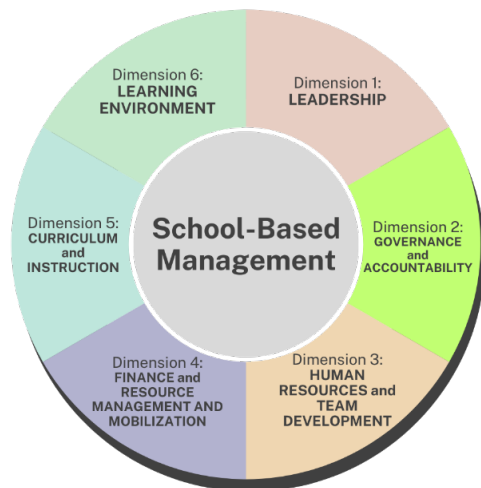 School-Based
Management
Dimension 1:
LEADERSHIP
Dimension 2:
GOVERNANCE
and
ACCOUNTABILITY
Dimension 3:
HUMAN
RESOURCES and
TEAM
DEVELOPMENT
Dimension 4:
FINANCE and
RESOURCE
MANAGEMENT AND
MOBILIZATION
Dimension 5:
CURRICULUM
and
INSTRUCTION
Dimension 6:
LEARNING
ENVIRONMENT